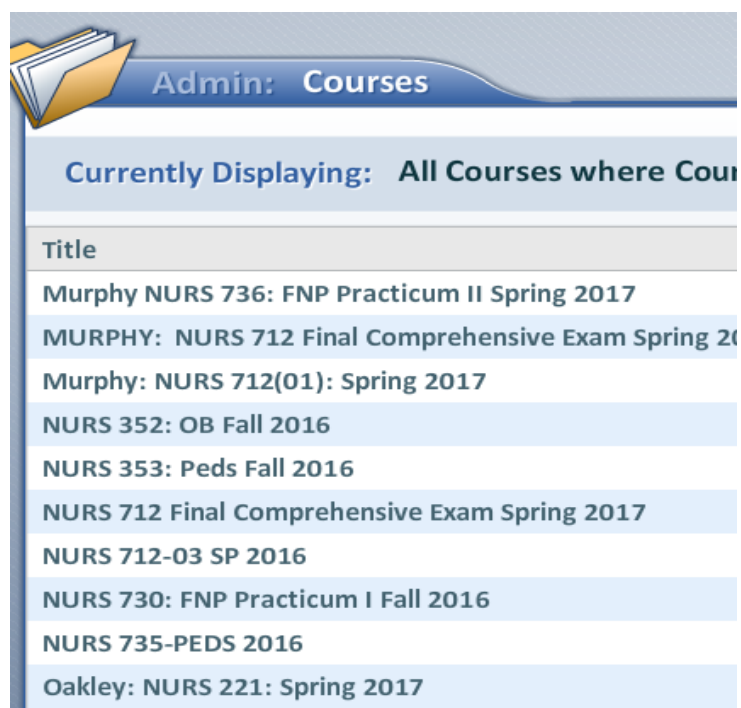 Admin: Courses
Currently Displaying: All Courses where Cour
Title
Murphy NURS 736: FNP Practicum II Spring 2017
MURPHY:  NURS 712 Final Comprehensive Exam Spring 20
Murphy: NURS 712(01): Spring 2017
NURS 352: OB Fall 2016
NURS 353: Peds Fall 2016
NURS 712 Final Comprehensive Exam Spring 2017
NURS 712-03 SP 2016
NURS 730: FNP Practicum I Fall 2016
NURS 735-PEDS 2016
Oakley: NURS 221: Spring 2017